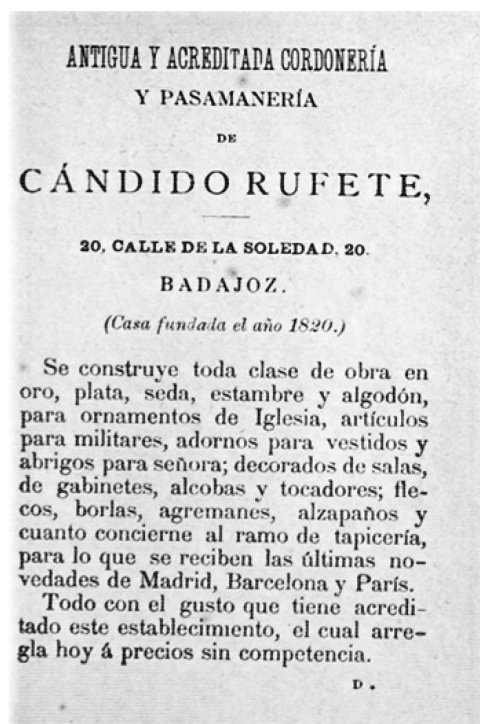 ANTIGUA Y ACREDITADA CORDONERÍA
Y PASAMANERÍA
DE
CÁNDIDO RUFETE,
20, CALLE DE LA SOLEDAD, 20.
BADAJOZ.
(Casa fundada el año 1820.)
Se construye toda clase de obra en
oro, plata, seda, estambre y algodón,
para ornamentos de Iglesia, artículos
para militares, adornos para vestidos y
abrigos para señora; decorados de salas,
de gabinetes, alcobas y tocadores; fle-
cos, borlas, agremanes, alzapaños y
cuanto concierne al ramo de tapicería,
para lo que se reciben las últimas no-
vedades de Madrid, Barcelona y París.
Todo con el gusto que tiene acredi-
tado este establecimiento, el cual arre-
gla hoy á precios sin competencia.
D.